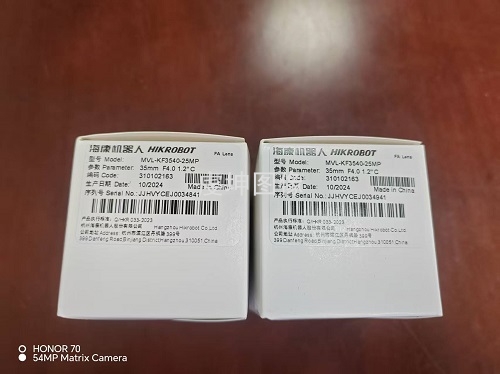 海康机器人 HIKROBOT
FA Lens
型号 Model: MVL-KF3540-25MP
参数 Parameter: 35mm F4.0 1.2"C
编码 Code: 310102163
生产日期 Date: 10/2024 Made in China
序列号 Serial No.: JJHVYCEJ0034841
产品执行标准: Q/HKR 035-2023
杭州海康机器人股份有限公司 Hangzhou Hikrobot Co.Ltd.
公司地址: 杭州市滨江区丹枫路399号
399,Danfeng Road,Binjiang District,Hangzhou 310051,China
海康机器人 HIKROBOT
FA Lens
型号 Model: MVL-KF3540-25MP
参数 Parameter: 35mm F4.0 1.2"C
编码 Code: 310102163
生产日期 Date: 10/2024 Made in China
序列号 Serial No.: JJHVYCEJ0034941
产品执行标准: Q/HKR 035-2023
杭州海康机器人股份有限公司 Hangzhou Hikrobot Co.Ltd.
公司地址: 杭州市滨江区丹枫路399号
399,Danfeng Road,Binjiang District,Hangzhou 310051,China
HONOR 70
54MP Matrix Camera